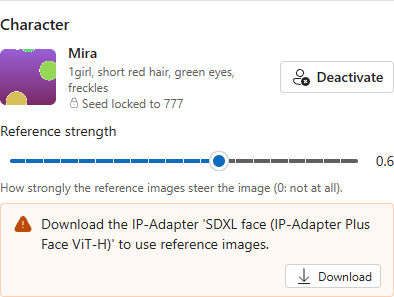 Character
Mira
1girl, short red hair, green eyes,
freckles
Seed locked to 777
Deactivate
Reference strength
0.6
How strongly the reference images steer the image (0: not at all).
Download the IP-Adapter 'SDXL face (IP-Adapter Plus
Face ViT-H)' to use reference images.
Download